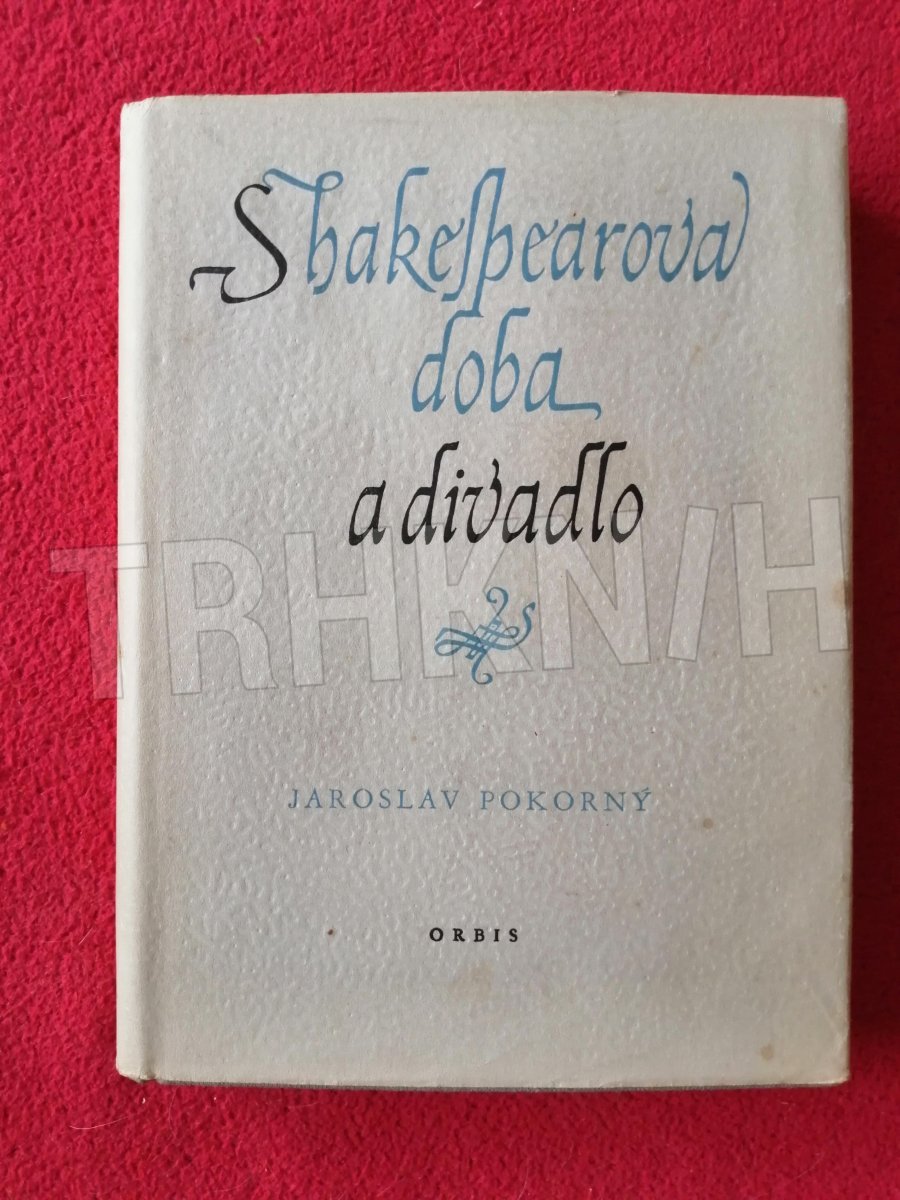 Shakespearova
doba
a divadlo
JAROSLAV POKORNÝ
ORBIS
TRHKNIH